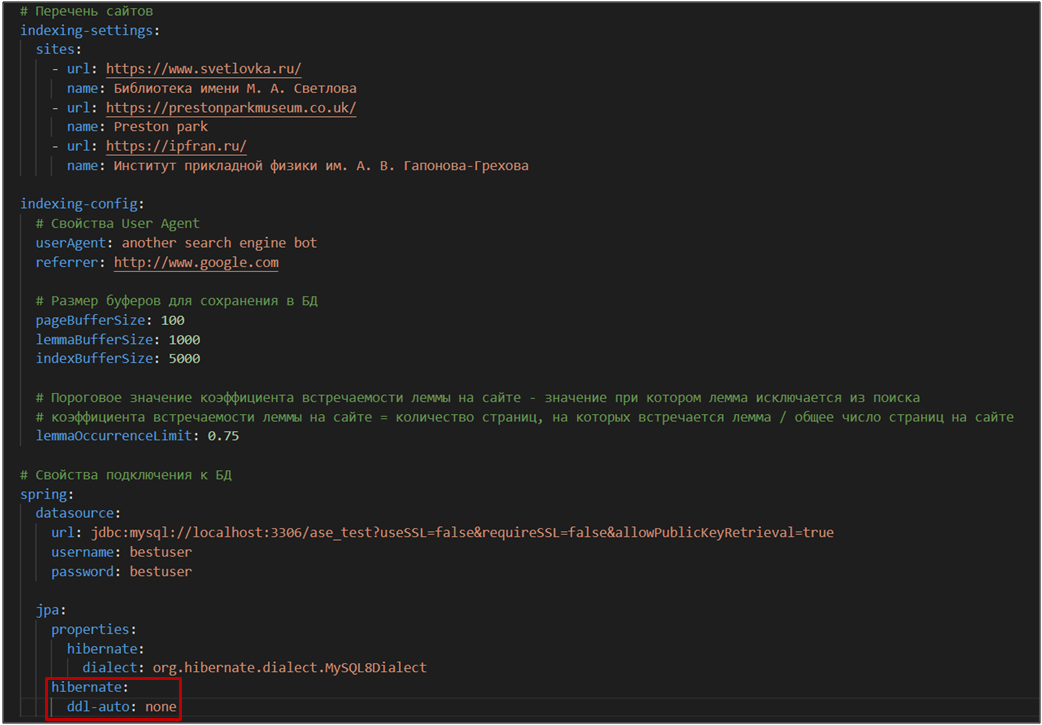 # Перечень сайтов
indexing-settings:
sites:
- url: https://www.svetlovka.ru/
name: Библиотека имени М. А. Светлова
- url: https://prestonparkmuseum.co.uk/
name: Preston park
- url: https://ipfran.ru/
name: Институт прикладной физики им. А. В. Гапонова-Грехова
indexing-config:
# Свойства User Agent
userAgent: another search engine bot
referrer: http://www.google.com
# Размер буферов для сохранения в БД
pageBufferSize: 100
lemmaBufferSize: 1000
indexBufferSize: 5000
# Пороговое значение коэффициента встречаемости леммы на сайте - значение при котором лемма исключается из поиска
# коэффициента встречаемости леммы на сайте = количество страниц, на которых встречается лемма / общее число страниц на сайте
lemmaOccurrenceLimit: 0.75
# Свойства подключения к БД
spring:
datasource:
url: jdbc:mysql://localhost:3306/ase_test?useSSL=false&requireSSL=false&allowPublicKeyRetrieval=true
username: bestuser
password: bestuser
jpa:
properties:
hibernate:
dialect: org.hibernate.dialect.MySQL8Dialect
hibernate:
ddl-auto: none